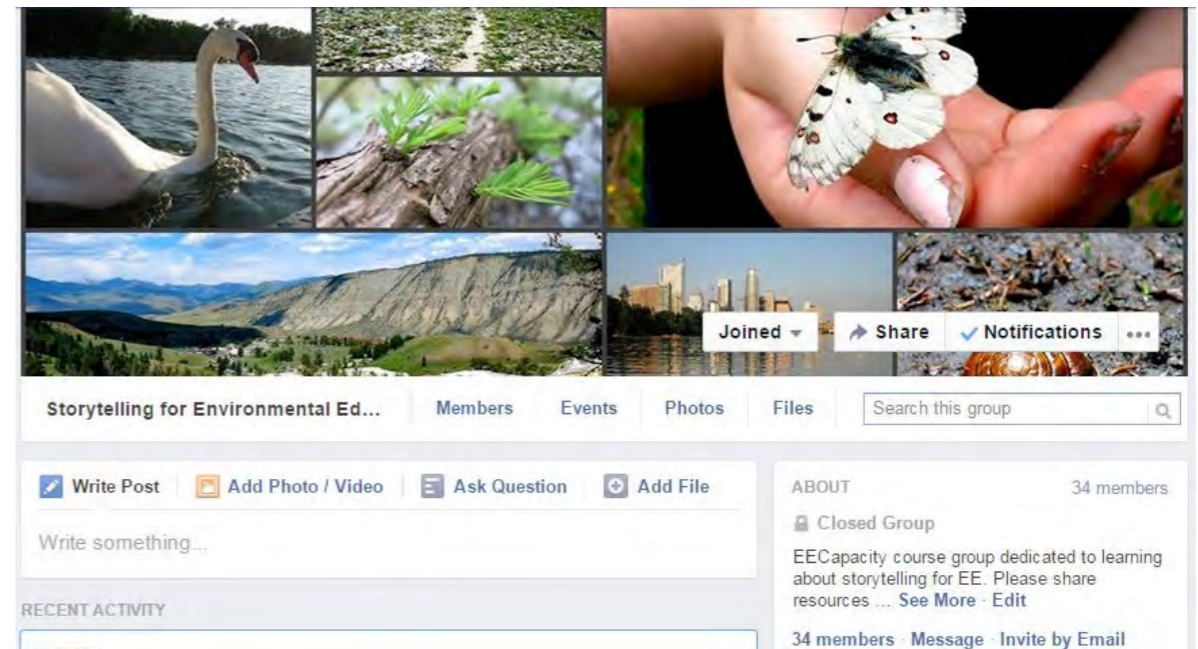 Joined Share Notifications
Storytelling for Environmental Ed... Members Events Photos Files Search this group
Write Post Add Photo / Video Ask Question Add File
Write something...
RECENT ACTIVITY
ABOUT 34 members
Closed Group
EECapacity course group dedicated to learning
about storytelling for EE. Please share
resources ... See More · Edit
34 members · Message · Invite by Email